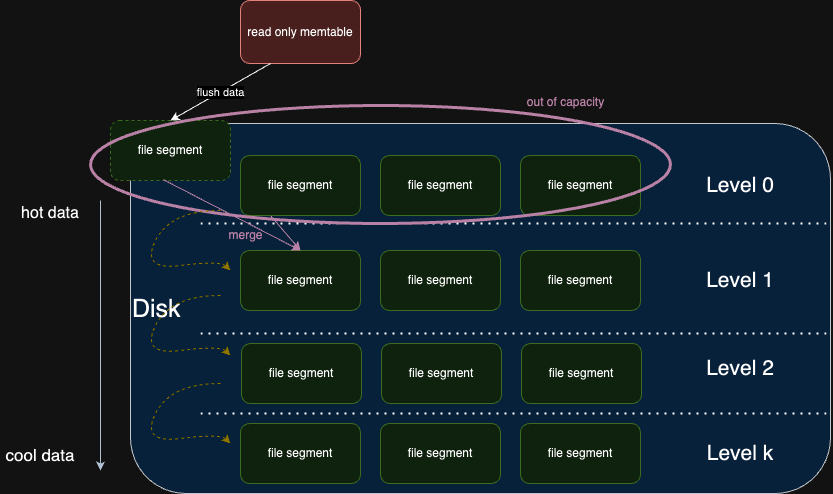 read only memtable
flush data
out of capacity
file segment
file segment
file segment
file segment
Level 0
hot data
merge
file segment
file segment
file segment
Level 1
Disk
file segment
file segment
file segment
Level 2
cool data
file segment
file segment
file segment
Level k